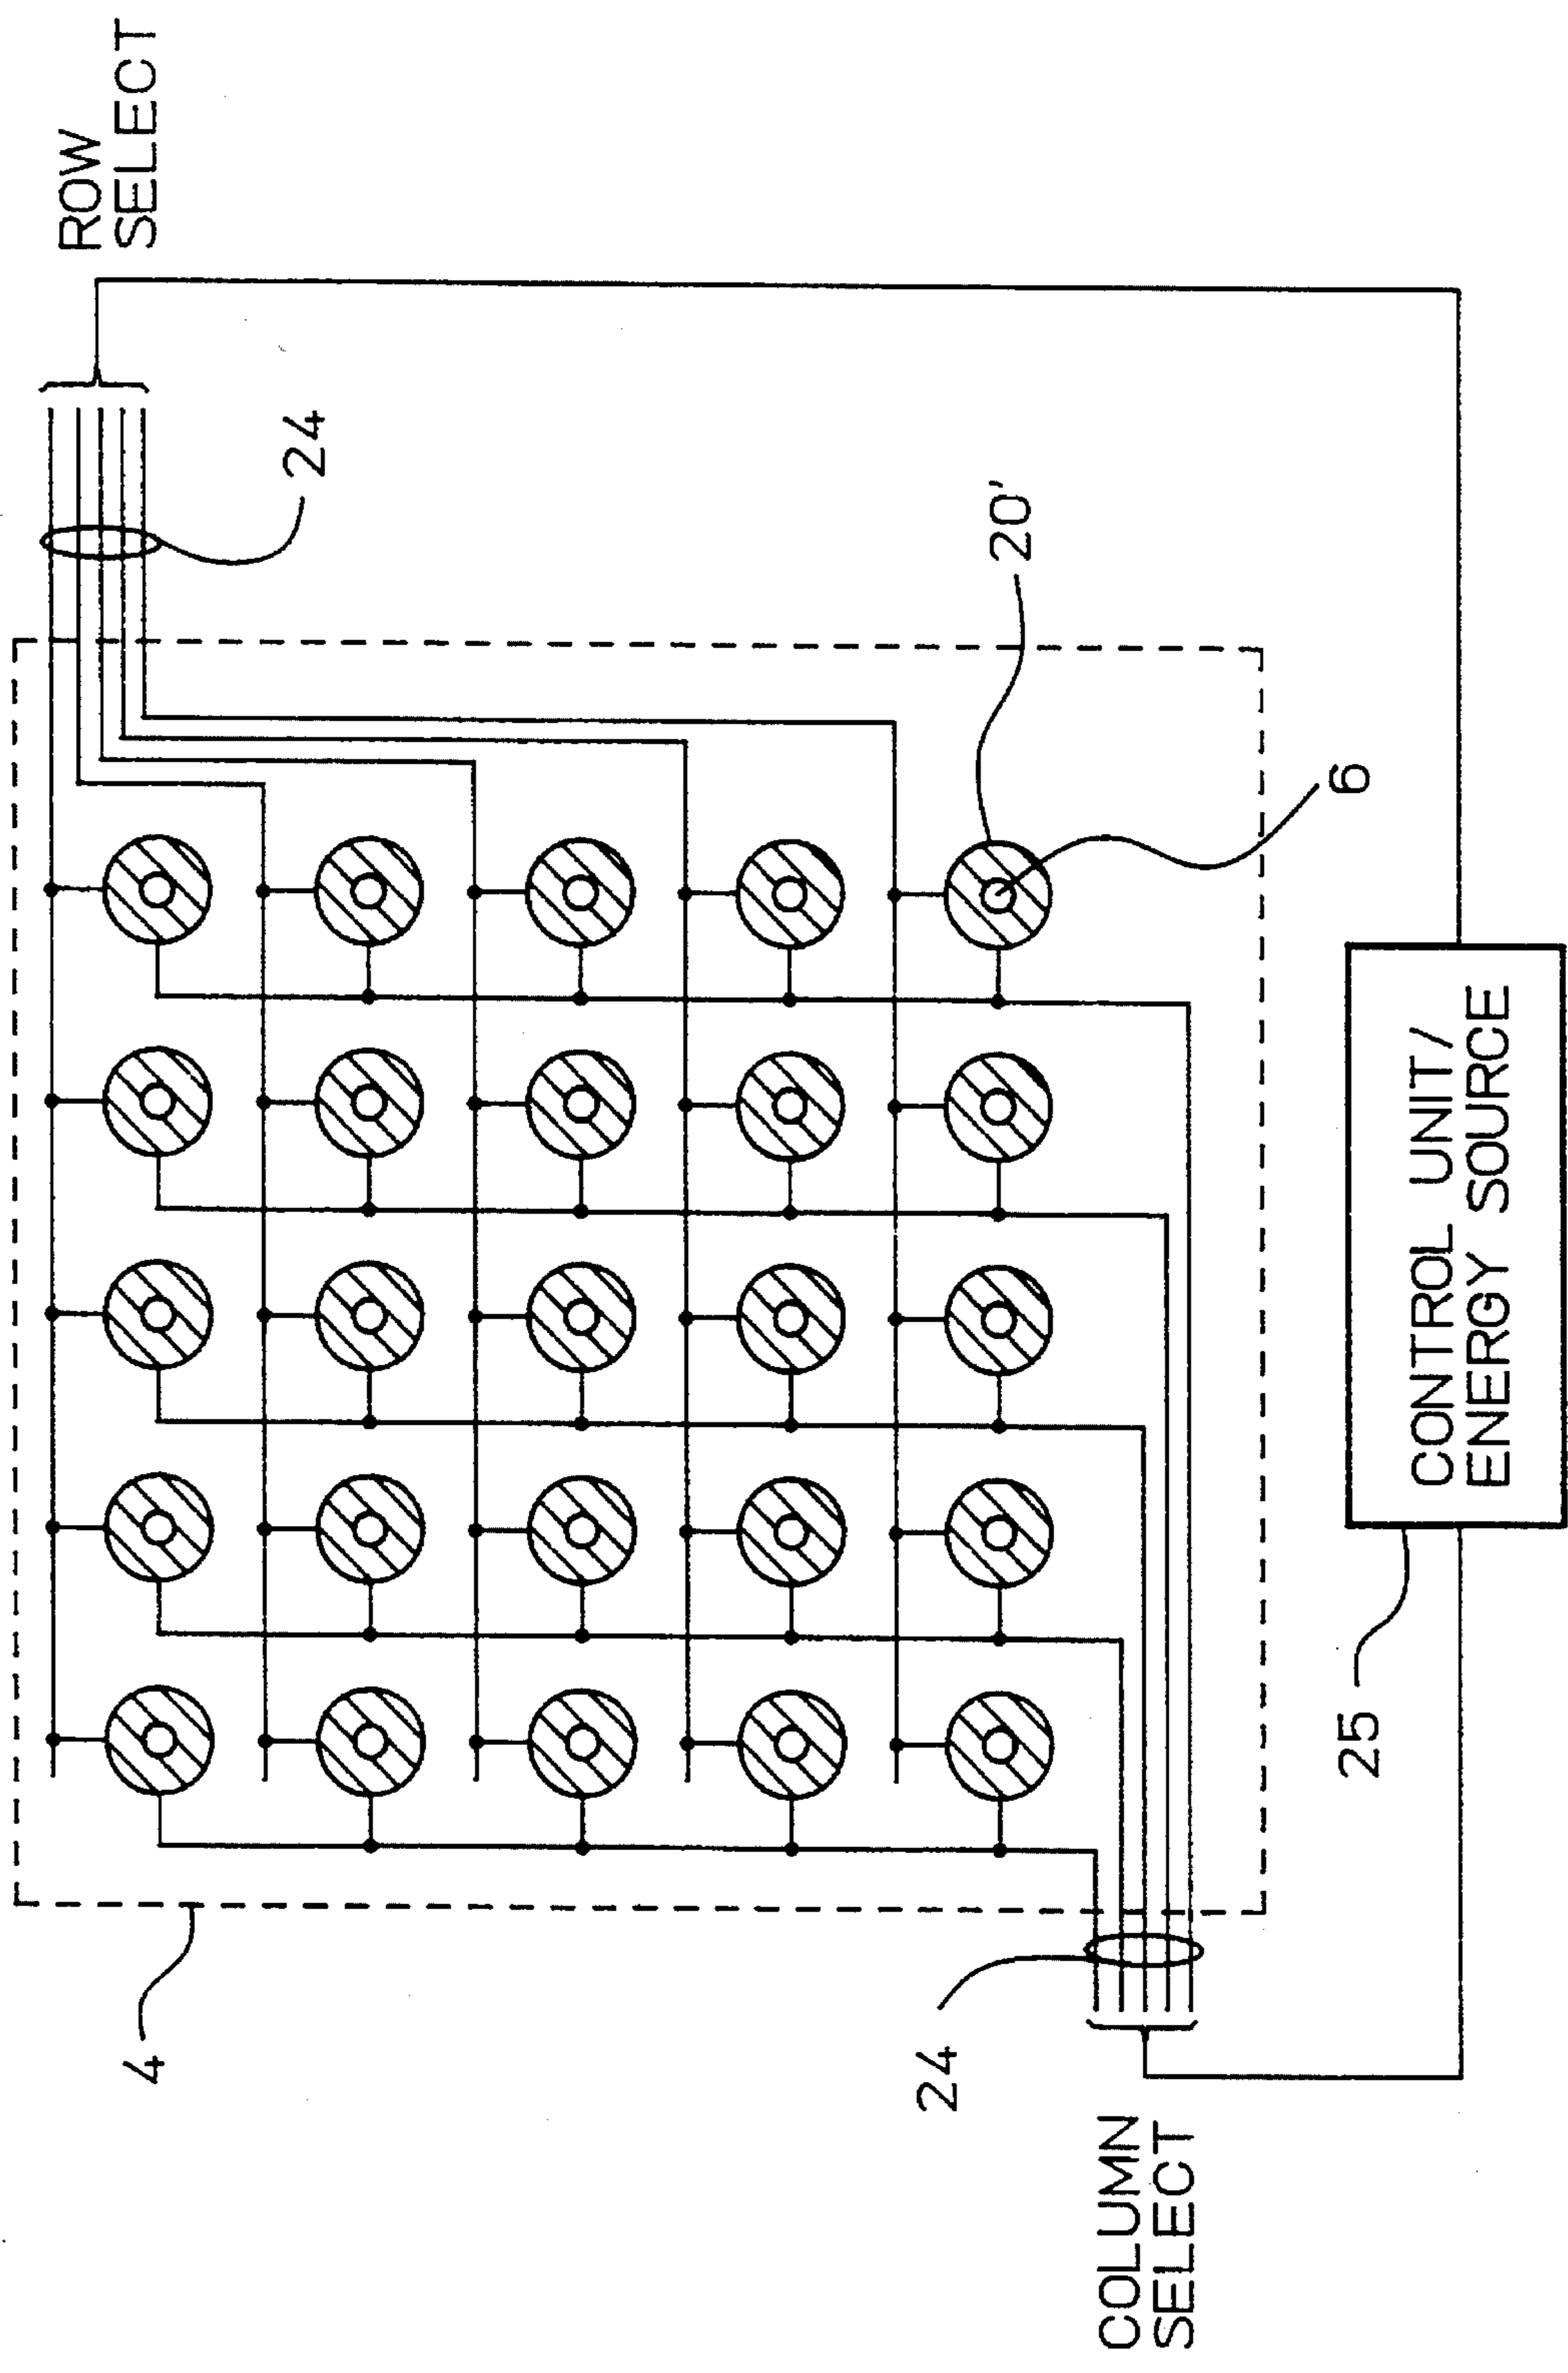 ROW
SELECT
24
20'
6
4
24
COLUMN
SELECT
25
CONTROL UNIT/
ENERGY SOURCE